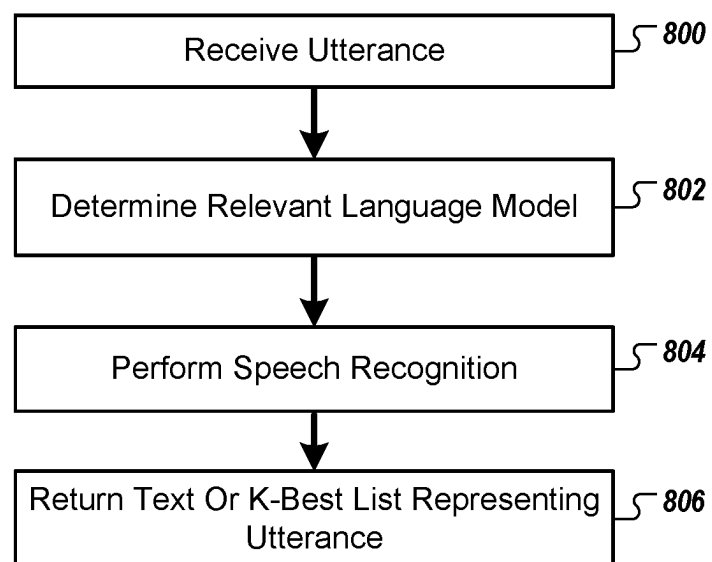 Receive Utterance
800
Determine Relevant Language Model
802
Perform Speech Recognition
804
Return Text Or K-Best List Representing
Utterance
806